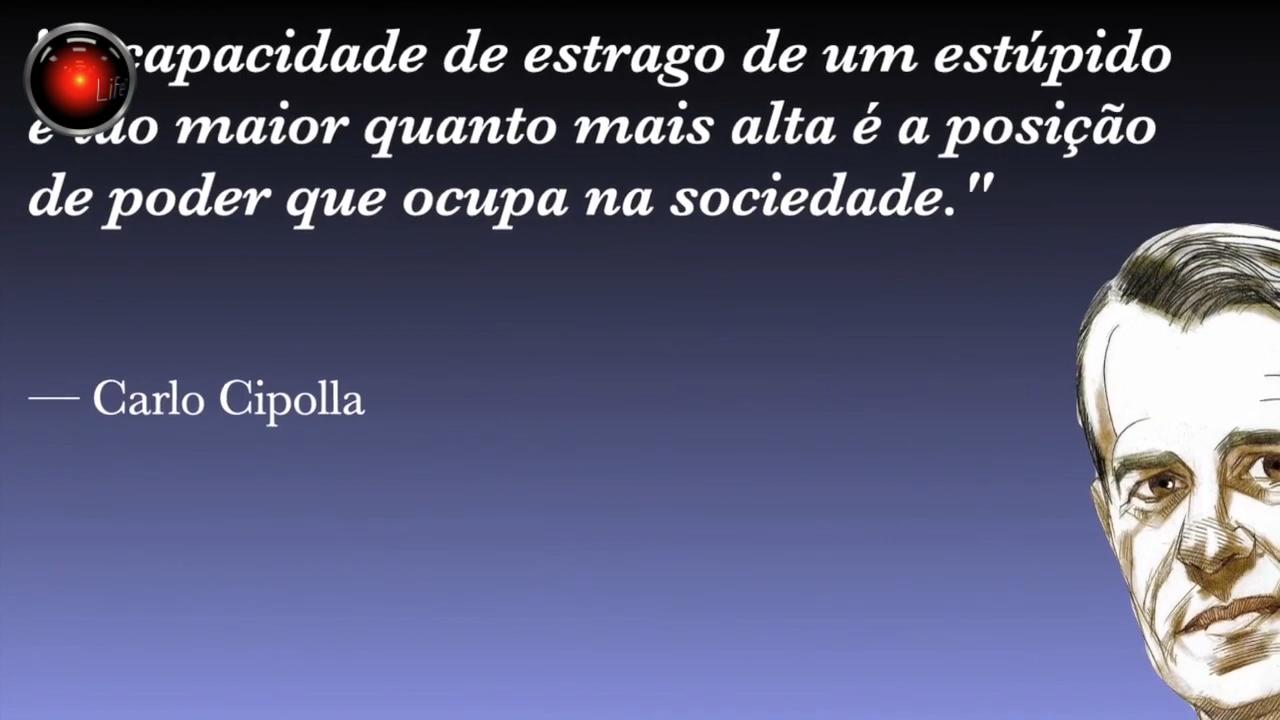 capacidade de estrago de um estúpido
maior quanto mais alta é a posição
de poder que ocupa na sociedade."
— Carlo Cipolla
Life